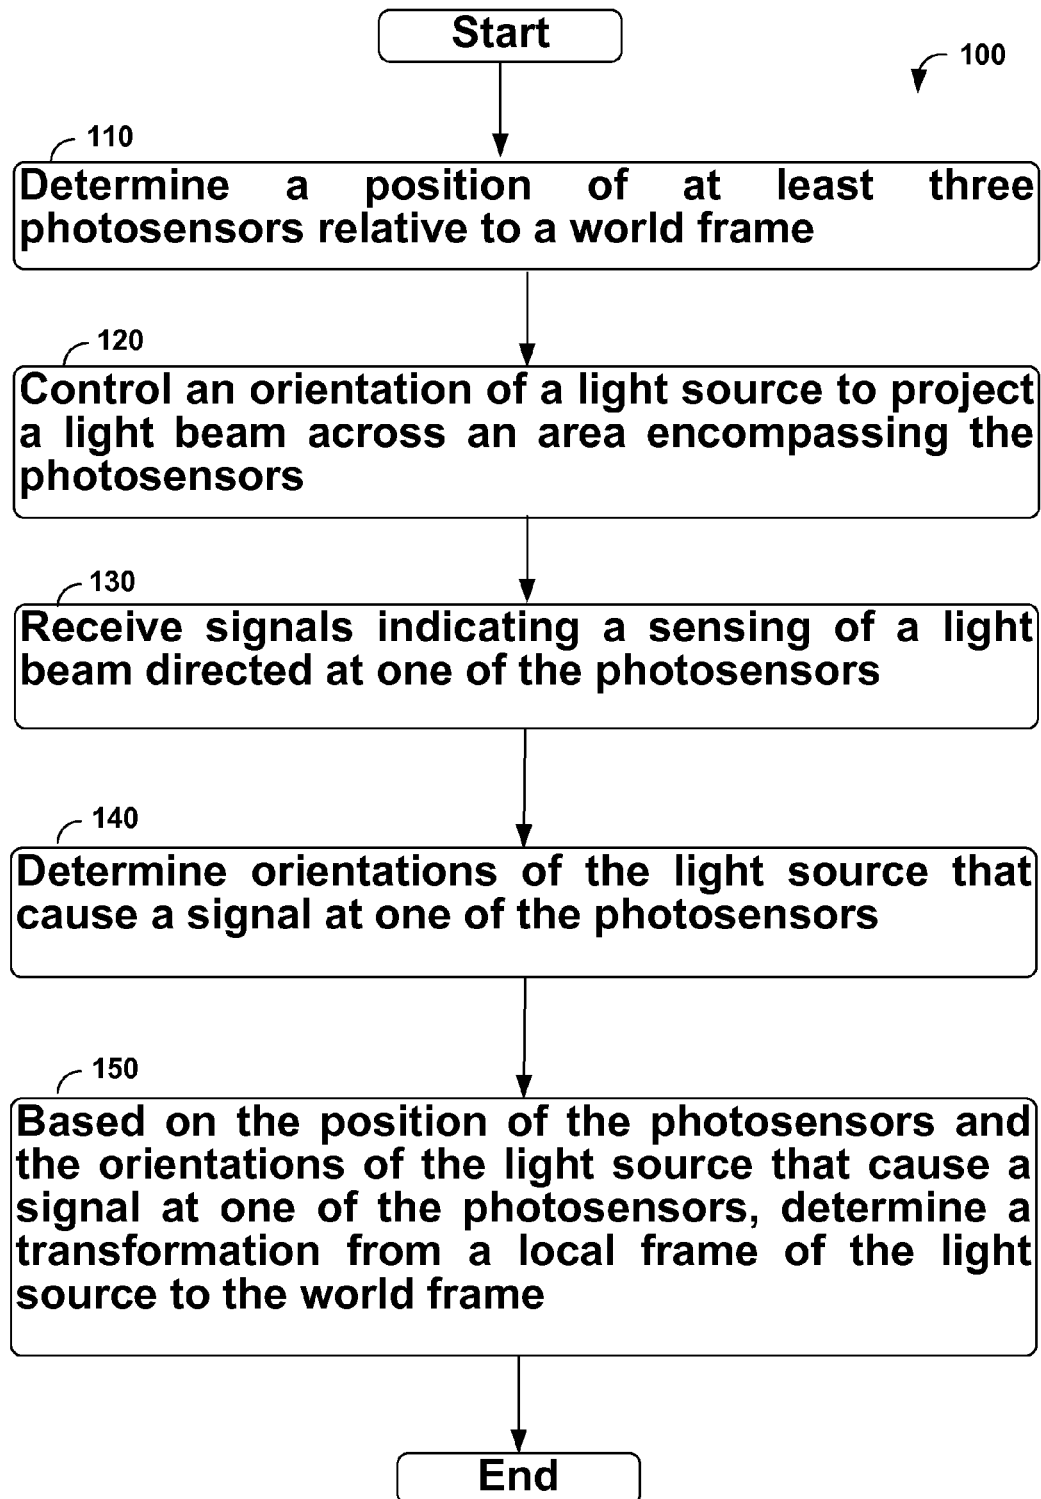 Start
100
110
Determine a position of at least three
photosensors relative to a world frame
120
Control an orientation of a light source to project
a light beam across an area encompassing the
photosensors
130
Receive signals indicating a sensing of a light
beam directed at one of the photosensors
140
Determine orientations of the light source that
cause a signal at one of the photosensors
150
Based on the position of the photosensors and
the orientations of the light source that cause a
signal at one of the photosensors, determine a
transformation from a local frame of the light
source to the world frame
End